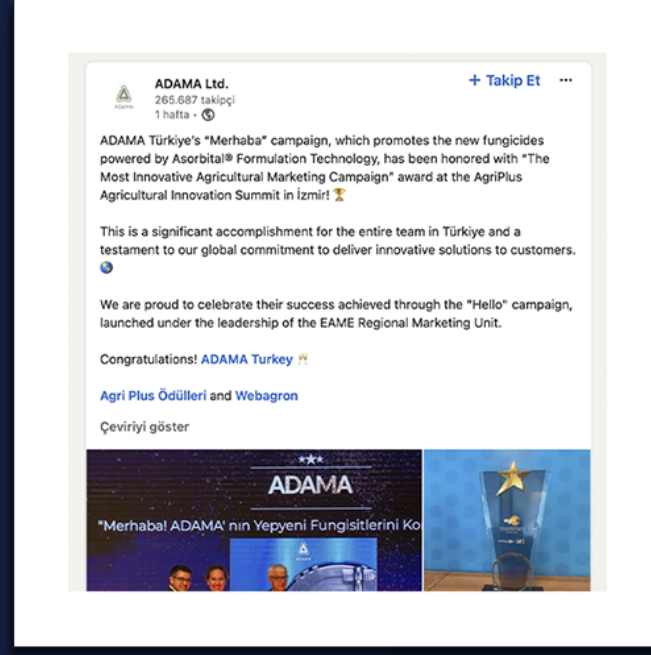 ADAMA Ltd.
+ Takip Et ...
265.687 takipçi
1 hafta •
ADAMA
ADAMA Türkiye's "Merhaba" campaign, which promotes the new fungicides
powered by Asorbital® Formulation Technology, has been honored with "The
Most Innovative Agricultural Marketing Campaign" award at the AgriPlus
Agricultural Innovation Summit in İzmir! 🏆
This is a significant accomplishment for the entire team in Türkiye and a
testament to our global commitment to deliver innovative solutions to customers.
🌎
We are proud to celebrate their success achieved through the "Hello" campaign,
launched under the leadership of the EAME Regional Marketing Unit.
Congratulations! ADAMA Turkey 🥂
Agri Plus Ödülleri and Webagron
Çeviriyi göster
ADAMA
"Merhaba! ADAMA' nın Yepyeni Fungisitlerini Ko
ADAMA